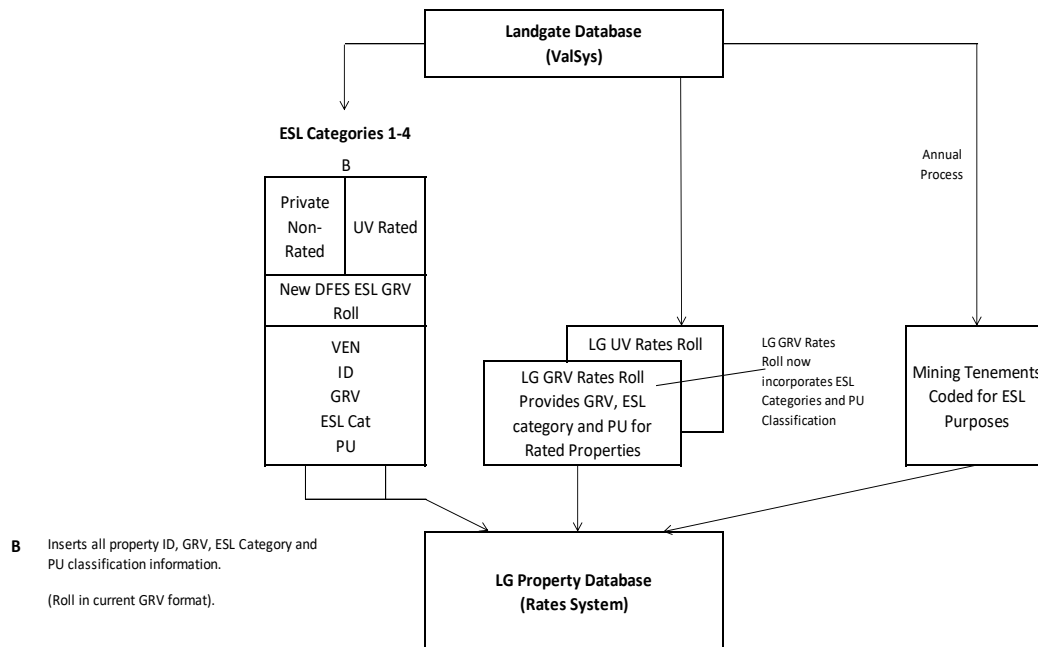 Landgate Database
(ValSys)
ESL Categories 1-4
B
Private
Non-
Rated
UV Rated
New DFES ESL GRV
Roll
VEN
ID
GRV
ESL Cat
PU
Annual
Process
LG UV Rates Roll
LG GRV Rates Roll
Provides GRV, ESL
category and PU for
Rated Properties
LG GRV Rates
Roll now
incorporates ESL
Categories and PU
Classification
Mining Tenements
Coded for ESL
Purposes
B Inserts all property ID, GRV, ESL Category and
PU classification information.
(Roll in current GRV format).
LG Property Database
(Rates System)